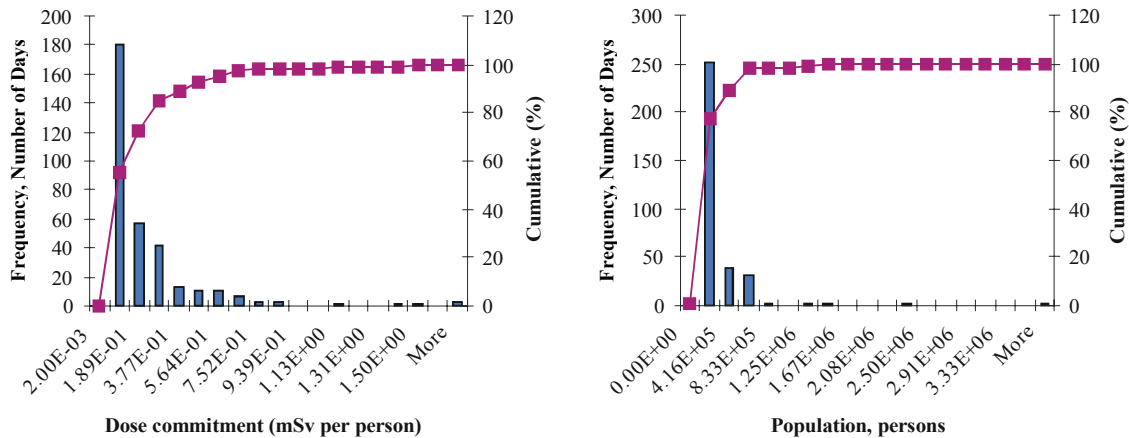 200
180
160
140
120
100
80
60
40
20
0
Frequency, Number of Days
120
100
80
60
40
20
0
Cumulative (%)
2.00E-03
1.89E-01
3.77E-01
5.64E-01
7.52E-01
9.39E-01
1.13E+00
1.31E+00
1.50E+00
More
Dose commitment (mSv per person)
300
250
200
150
100
50
0
Frequency, Number of Days
120
100
80
60
40
20
0
Cumulative (%)
0.00E+00
4.16E+05
8.33E+05
1.25E+06
1.67E+06
2.08E+06
2.50E+06
2.91E+06
3.33E+06
More
Population, persons